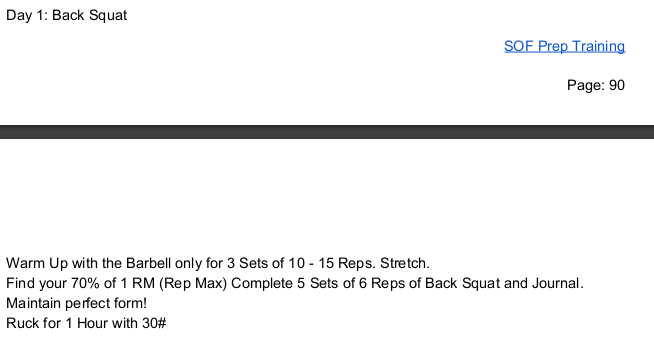 Day 1: Back Squat
SOF Prep Training
Page: 90
Warm Up with the Barbell only for 3 Sets of 10 - 15 Reps. Stretch.
Find your 70% of 1 RM (Rep Max) Complete 5 Sets of 6 Reps of Back Squat and Journal.
Maintain perfect form!
Ruck for 1 Hour with 30#